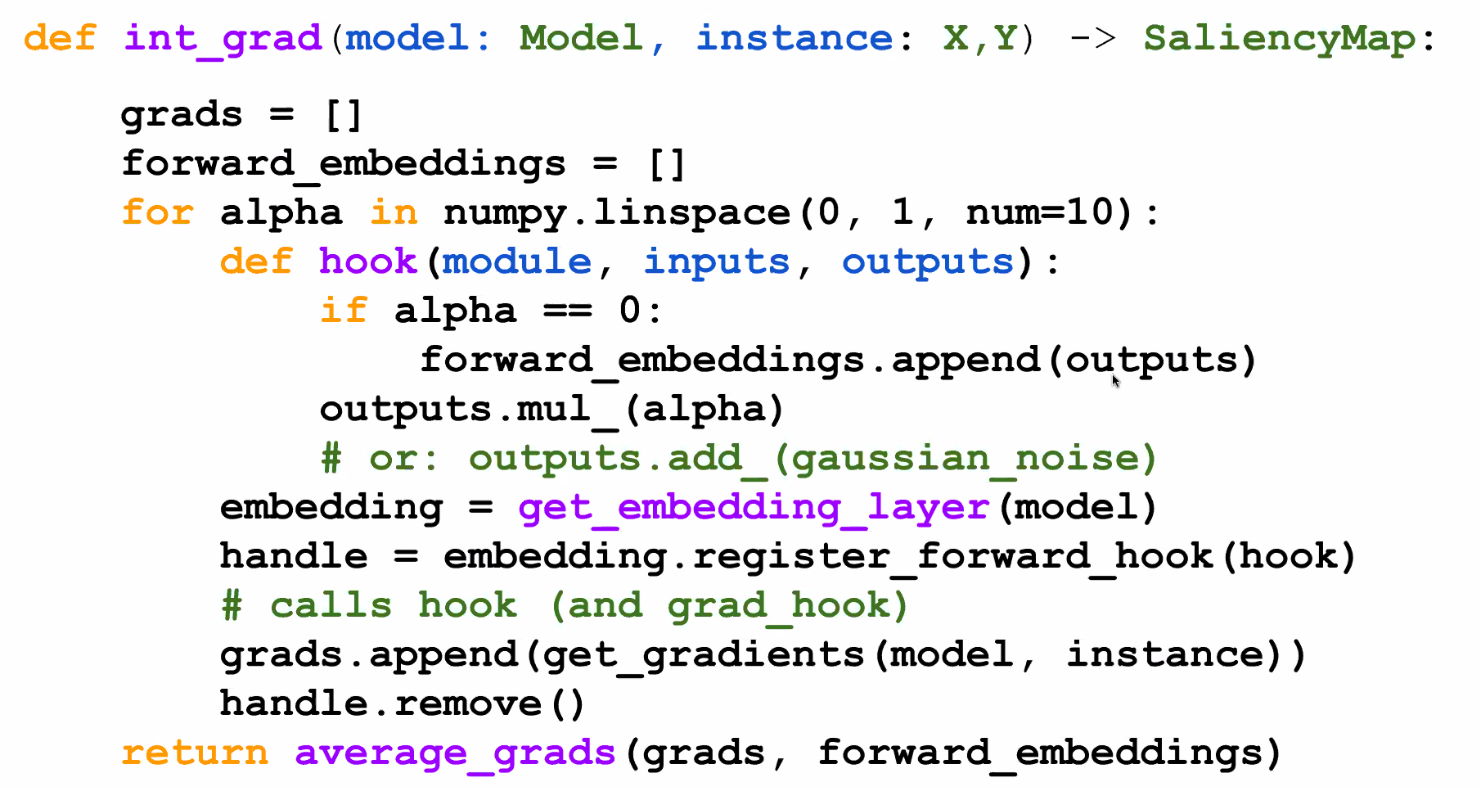 def int_grad(model: Model, instance: X,Y) -> SaliencyMap:
    grads = []
    forward_embeddings = []
    for alpha in numpy.linspace(0, 1, num=10):
        def hook(module, inputs, outputs):
            if alpha == 0:
                forward_embeddings.append(outputs)
            outputs.mul_(alpha)
            # or: outputs.add_(gaussian_noise)
        embedding = get_embedding_layer(model)
        handle = embedding.register_forward_hook(hook)
        # calls hook (and grad_hook)
        grads.append(get_gradients(model, instance))
        handle.remove()
    return average_grads(grads, forward_embeddings)